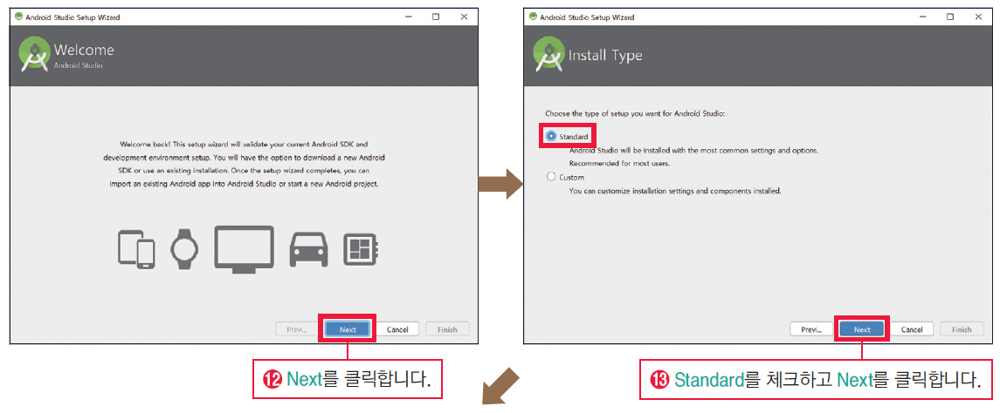 Android Studio Setup Wizard
Welcome
Android Studio
Welcome back! This setup wizard will validate your current Android SDK and
development environment setup. You will have the option to download a new Android
SDK or use an existing installation. Once the setup wizard completes, you can
import an existing Android app into Android Studio or start a new Android project.
Previ... Next Cancel Finish
⓬ Next를 클릭합니다.
Android Studio Setup Wizard
Install Type
Choose the type of setup you want for Android Studio:
Standard
Android Studio will be installed with the most common settings and options.
Recommended for most users.
Custom
You can customize installation settings and components installed.
Previ... Next Cancel Finish
⓭ Standard를 체크하고 Next를 클릭합니다.